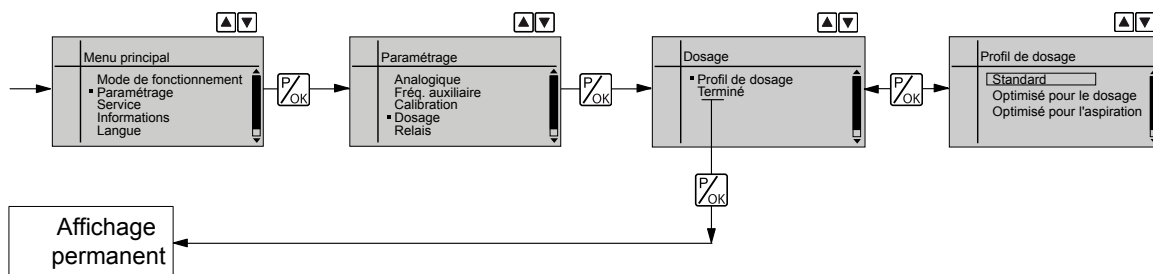 Menu principal
Mode de fonctionnement
Paramétrage
Service
Informations
Langue
P/OK
Paramétrage
Analogique
Fréq. auxiliaire
Calibration
Dosage
Relais
P/OK
Dosage
Profil de dosage
Terminé
P/OK
Profil de dosage
Standard
Optimisé pour le dosage
Optimisé pour l'aspiration
P/OK
Affichage
permanent